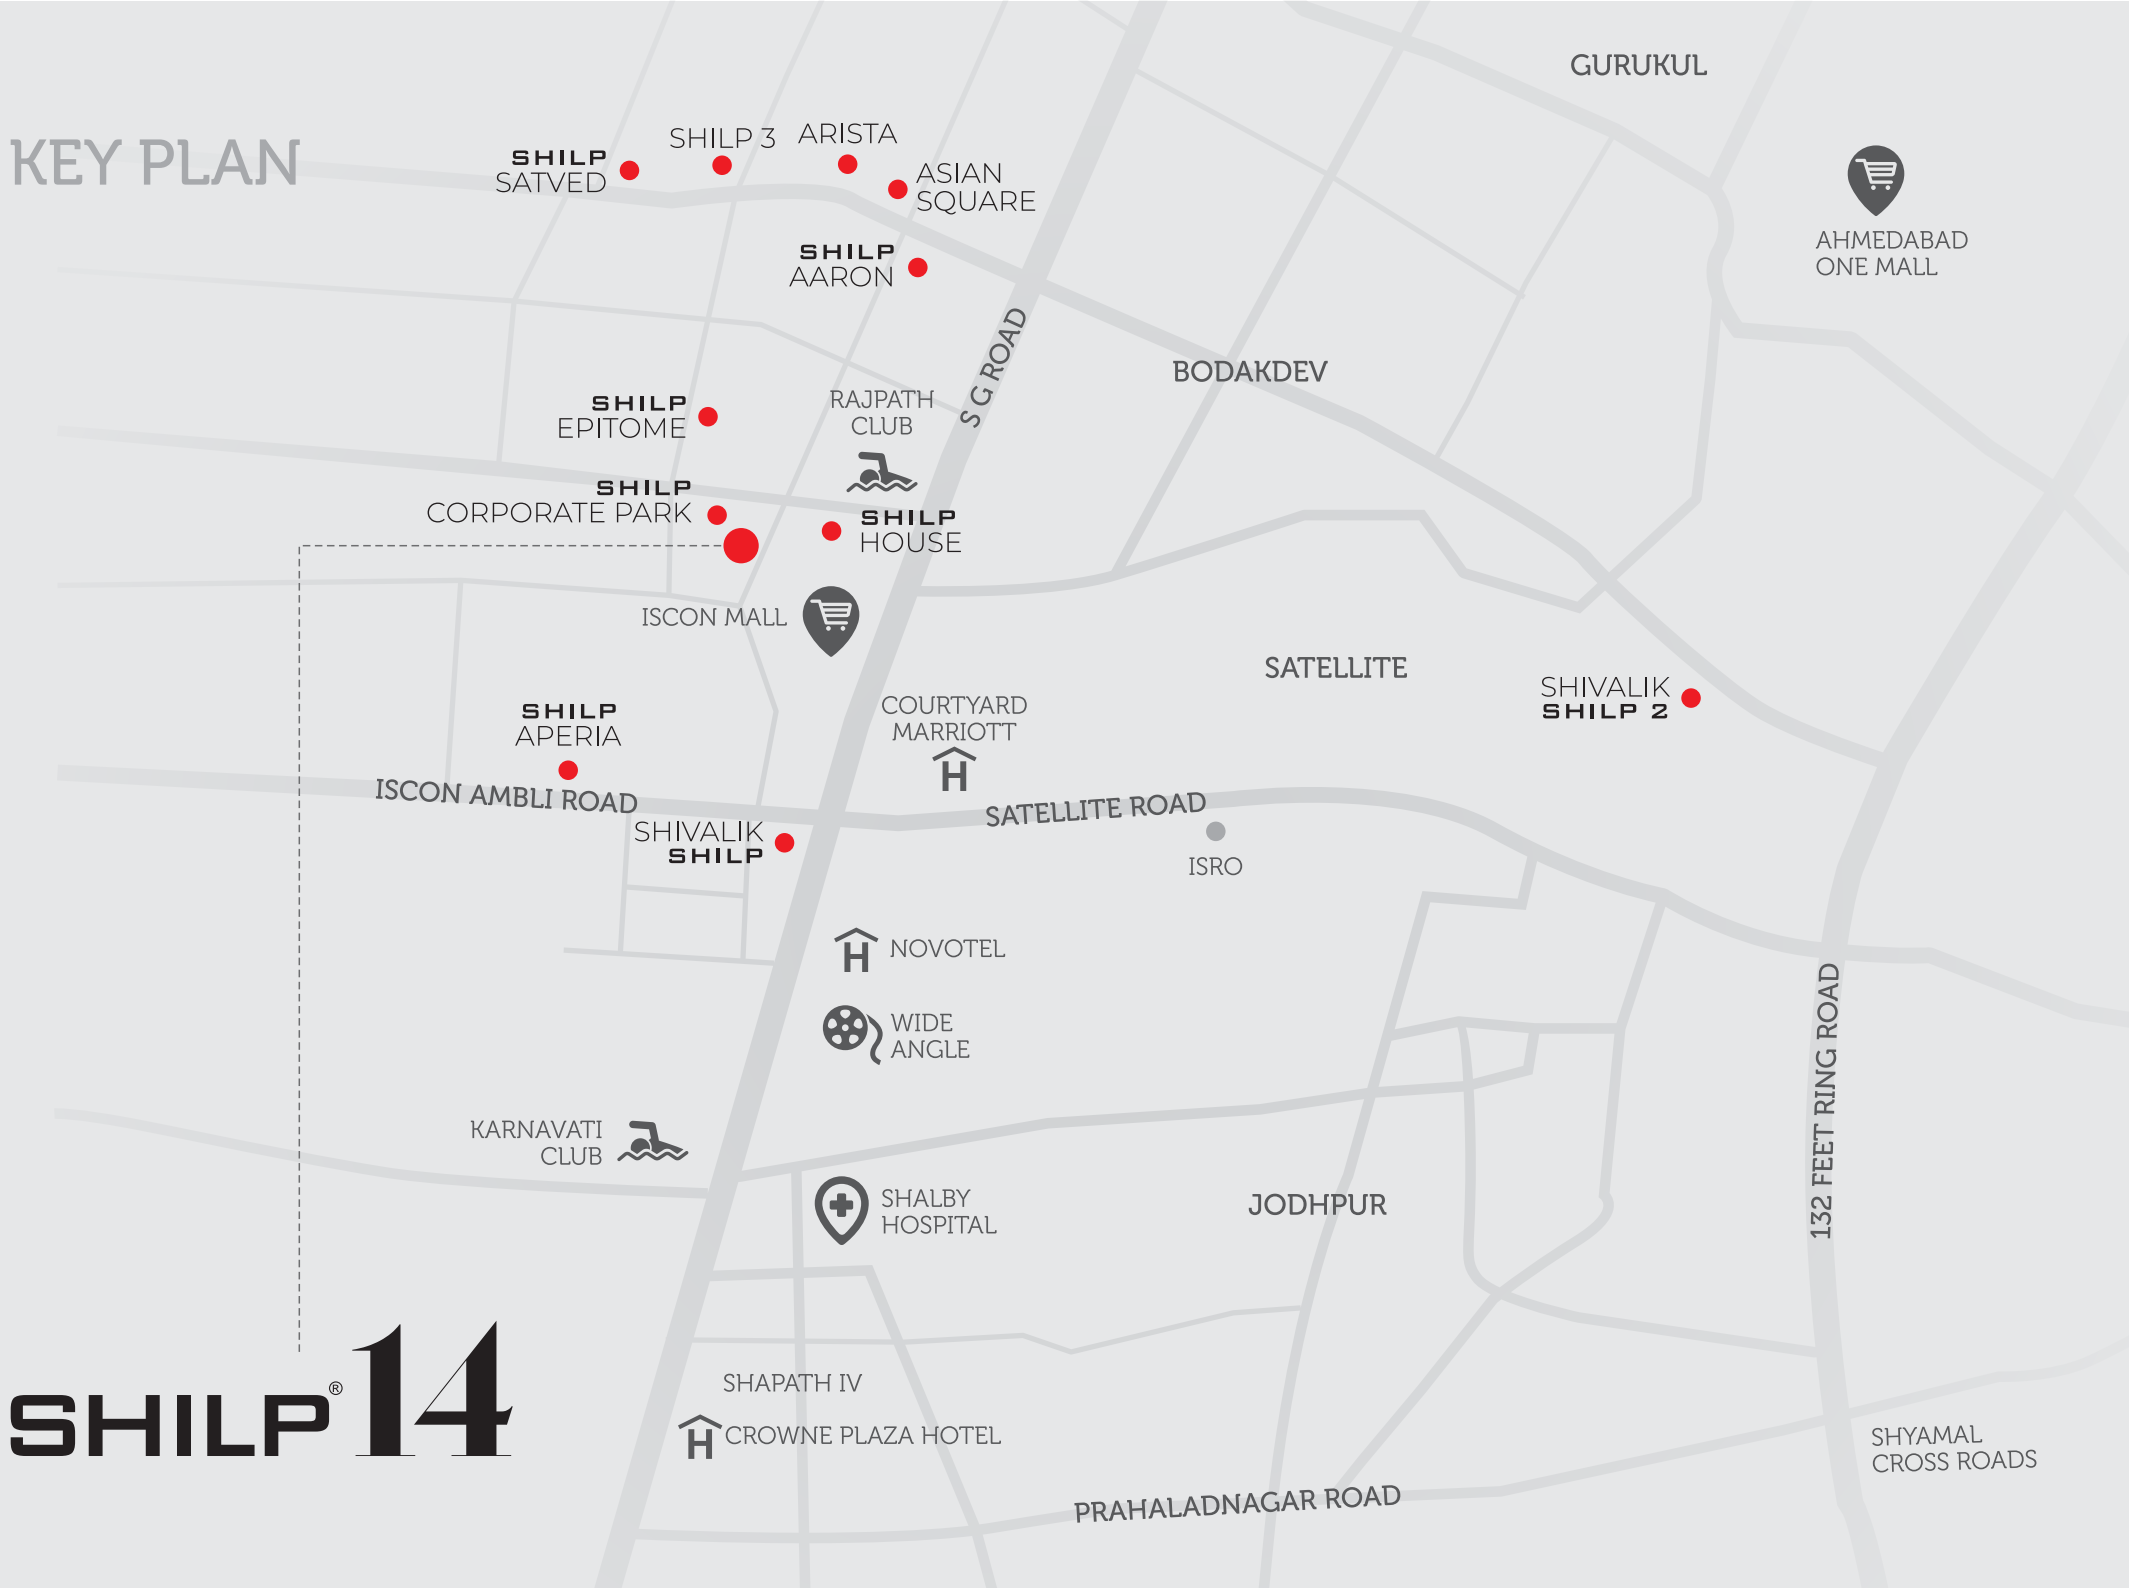 GURUKUL
KEY PLAN
SHILP
SATVED
SHILP 3
ARISTA
ASIAN
SQUARE
AHMEDABAD
ONE MALL
SHILP
AARON
S G ROAD
BODAKDEV
RAJPATH
CLUB
SHILP
EPITOME
SHILP
CORPORATE PARK
SHILP
HOUSE
ISCON MALL
SATELLITE
SHIVALIK
SHILP 2
COURTYARD
MARRIOTT
H
SHILP
APERIA
ISCON AMBLI ROAD
SATELLITE ROAD
SHIVALIK
SHILP
ISRO
H NOVOTEL
WIDE
ANGLE
132 FEET RING ROAD
KARNAVATI
CLUB
SHALBY
HOSPITAL
JODHPUR
SHILP® 14
SHAPATH IV
H CROWNE PLAZA HOTEL
SHYAMAL
CROSS ROADS
PRAHALADNAGAR ROAD